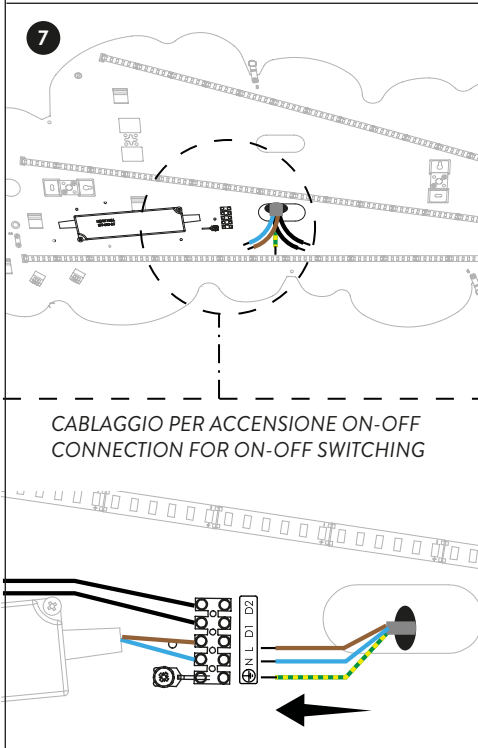 7
CABLAGGIO PER ACCENSIONE ON-OFF
CONNECTION FOR ON-OFF SWITCHING
N L D1 D2